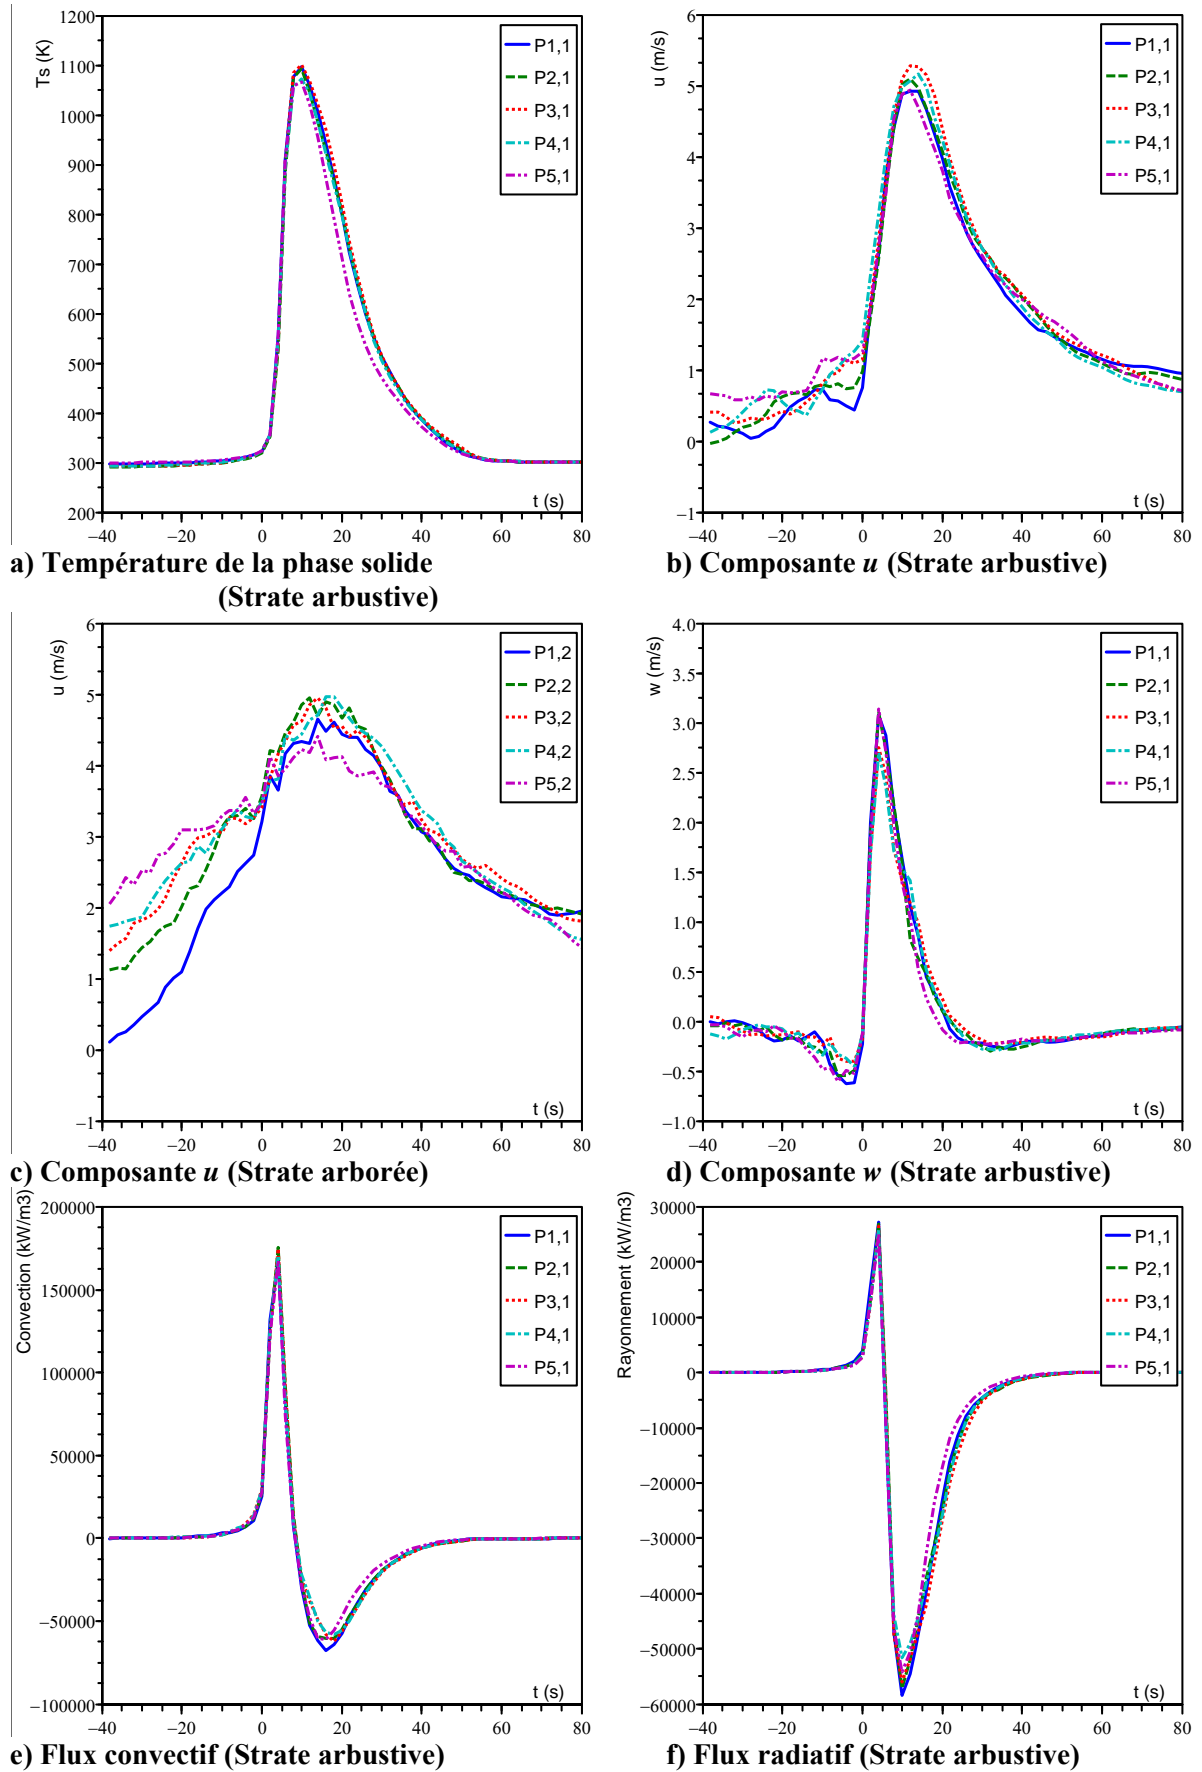 Ts (K)
1200
1100
1000
900
800
700
600
500
400
300
200
−40 −20 0 20 40 60 80
t (s)
P1,1
P2,1
P3,1
P4,1
P5,1
a) Température de la phase solide
(Strate arbustive)
u (m/s)
6
5
4
3
2
1
0
−1
−40 −20 0 20 40 60 80
t (s)
P1,1
P2,1
P3,1
P4,1
P5,1
b) Composante u (Strate arbustive)
u (m/s)
6
5
4
3
2
1
0
−1
−40 −20 0 20 40 60 80
t (s)
P1,2
P2,2
P3,2
P4,2
P5,2
c) Composante u (Strate arborée)
w (m/s)
4.0
3.5
3.0
2.5
2.0
1.5
1.0
0.5
0.0
−0.5
−1.0
−40 −20 0 20 40 60 80
t (s)
P1,1
P2,1
P3,1
P4,1
P5,1
d) Composante w (Strate arbustive)
Convection (kW/m3)
200000
150000
100000
50000
0
−50000
−100000
−40 −20 0 20 40 60 80
t (s)
P1,1
P2,1
P3,1
P4,1
P5,1
e) Flux convectif (Strate arbustive)
Rayonnement (kW/m3)
30000
20000
10000
0
−10000
−20000
−30000
−40000
−50000
−60000
−40 −20 0 20 40 60 80
t (s)
P1,1
P2,1
P3,1
P4,1
P5,1
f) Flux radiatif (Strate arbustive)